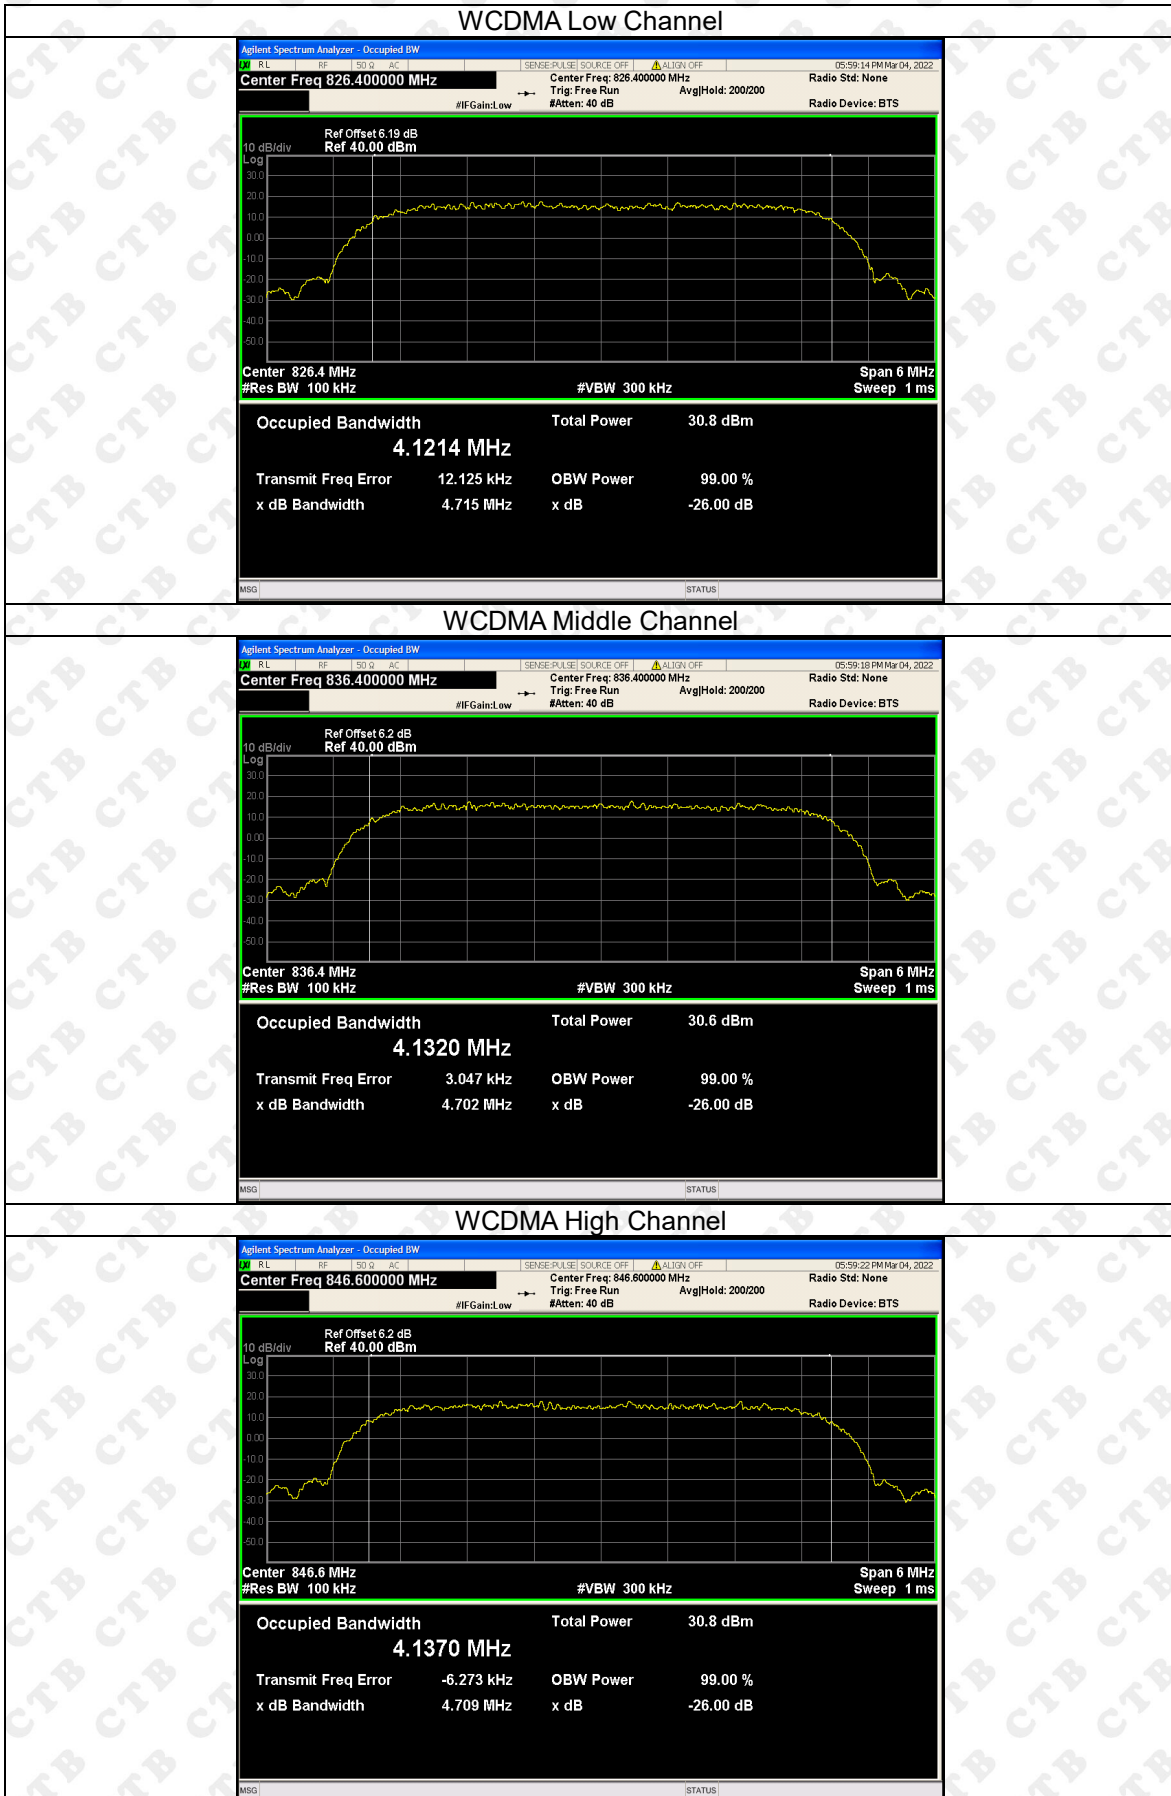 WCDMA Low Channel
Agilent Spectrum Analyzer - Occupied BW
LXI RL RF 50 Ω AC SENSE:PULSE SOURCE OFF ALIGN OFF 05:59:14 PM Mar 04, 2022
Center Freq 826.400000 MHz Center Freq: 826.400000 MHz Radio Std: None
Trig: Free Run Avg|Hold: 200/200
#IFGain:Low #Atten: 40 dB Radio Device: BTS
Ref Offset 6.19 dB
10 dB/div Ref 40.00 dBm
Log
30.0
20.0
10.0
0.00
-10.0
-20.0
-30.0
-40.0
-50.0
Center 826.4 MHz Span 6 MHz
#Res BW 100 kHz #VBW 300 kHz Sweep 1 ms
Occupied Bandwidth Total Power 30.8 dBm
4.1214 MHz
Transmit Freq Error 12.125 kHz OBW Power 99.00 %
x dB Bandwidth 4.715 MHz x dB -26.00 dB
MSG STATUS
WCDMA Middle Channel
Agilent Spectrum Analyzer - Occupied BW
LXI RL RF 50 Ω AC SENSE:PULSE SOURCE OFF ALIGN OFF 05:59:18 PM Mar 04, 2022
Center Freq 836.400000 MHz Center Freq: 836.400000 MHz Radio Std: None
Trig: Free Run Avg|Hold: 200/200
#IFGain:Low #Atten: 40 dB Radio Device: BTS
Ref Offset 6.2 dB
10 dB/div Ref 40.00 dBm
Log
30.0
20.0
10.0
0.00
-10.0
-20.0
-30.0
-40.0
-50.0
Center 836.4 MHz Span 6 MHz
#Res BW 100 kHz #VBW 300 kHz Sweep 1 ms
Occupied Bandwidth Total Power 30.6 dBm
4.1320 MHz
Transmit Freq Error 3.047 kHz OBW Power 99.00 %
x dB Bandwidth 4.702 MHz x dB -26.00 dB
MSG STATUS
WCDMA High Channel
Agilent Spectrum Analyzer - Occupied BW
LXI RL RF 50 Ω AC SENSE:PULSE SOURCE OFF ALIGN OFF 05:59:22 PM Mar 04, 2022
Center Freq 846.600000 MHz Center Freq: 846.600000 MHz Radio Std: None
Trig: Free Run Avg|Hold: 200/200
#IFGain:Low #Atten: 40 dB Radio Device: BTS
Ref Offset 6.2 dB
10 dB/div Ref 40.00 dBm
Log
30.0
20.0
10.0
0.00
-10.0
-20.0
-30.0
-40.0
-50.0
Center 846.6 MHz Span 6 MHz
#Res BW 100 kHz #VBW 300 kHz Sweep 1 ms
Occupied Bandwidth Total Power 30.8 dBm
4.1370 MHz
Transmit Freq Error -6.273 kHz OBW Power 99.00 %
x dB Bandwidth 4.709 MHz x dB -26.00 dB
MSG STATUS